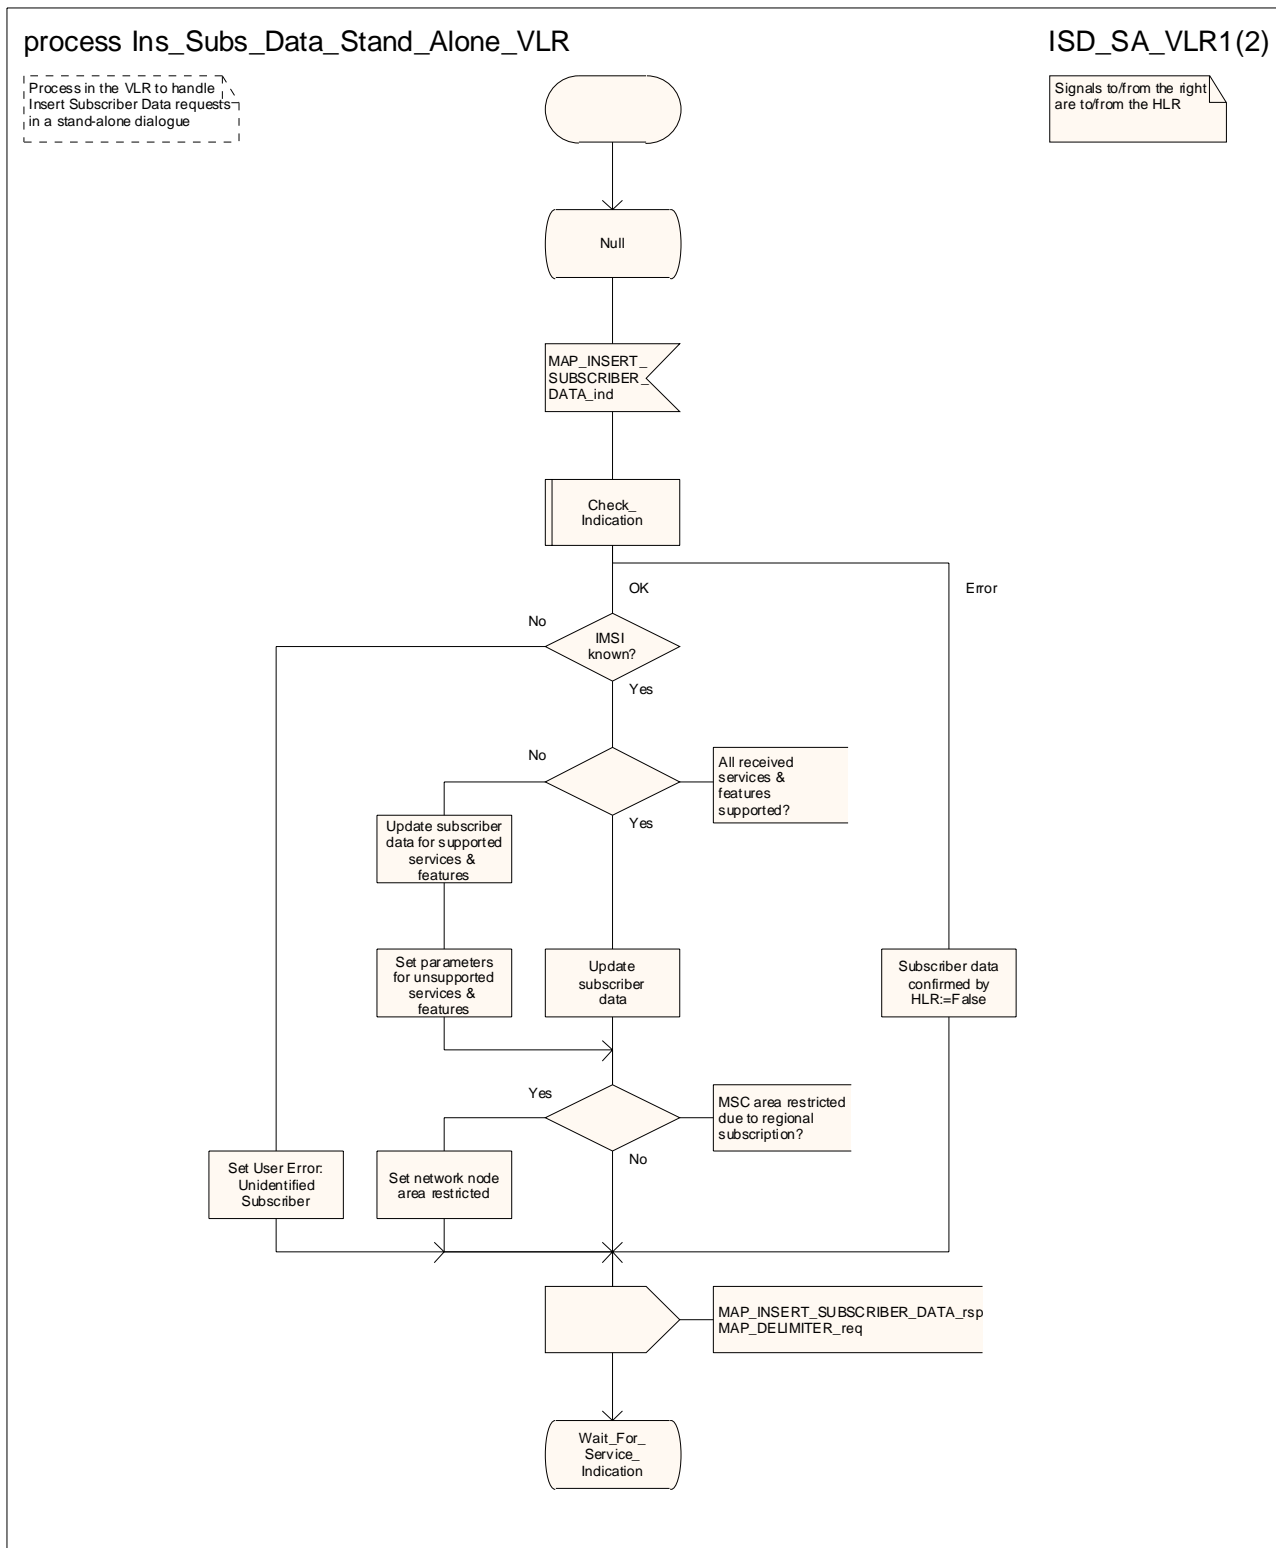 process Ins_Subs_Data_Stand_Alone_VLR
ISD_SA_VLR1(2)
Process in the VLR to handle
Insert Subscriber Data requests
in a stand-alone dialogue
Signals to/from the right
are to/from the HLR
Null
MAP_INSERT_
SUBSCRIBER_
DATA_ind
Check_
Indication
OK
Error
No
IMSI
known?
Yes
No
All received
services &
features
supported?
Yes
Update subscriber
data for supported
services &
features
Set parameters
for unsupported
services &
features
Update
subscriber
data
Subscriber data
confirmed by
HLR:=False
Yes
MSC area restricted
due to regional
subscription?
No
Set User Error:
Unidentified
Subscriber
Set network node
area restricted
MAP_INSERT_SUBSCRIBER_DATA_rsp
MAP_DELIMITER_req
Wait_For_
Service_
Indication